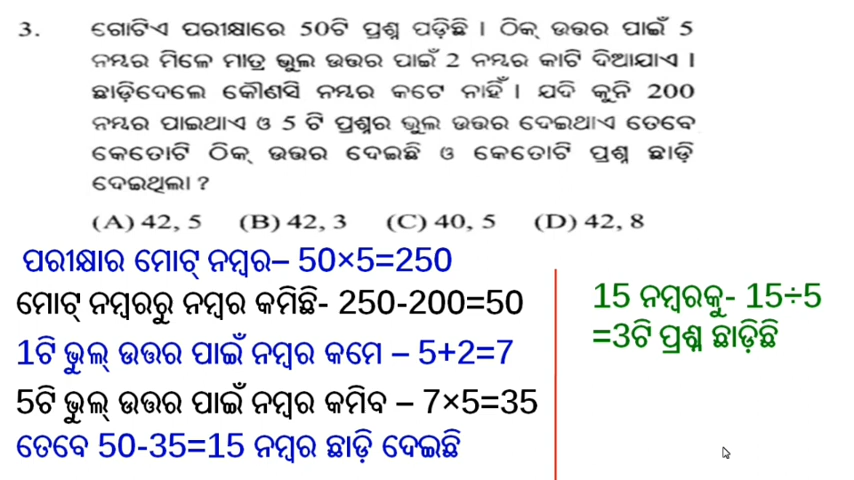 3. ଗୋଟିଏ ପରୀକ୍ଷାରେ 50ଟି ପ୍ରଶ୍ନ ପଡ଼ିଛି । ଠିକ୍ ଉତ୍ତର ପାଇଁ 5
ନମ୍ବର ମିଳେ ମାତ୍ର ଭୁଲ ଉତ୍ତର ପାଇଁ 2 ନମ୍ବର କାଟି ଦିଆଯାଏ ।
ଛାଡ଼ିଦେଲେ କୌଣସି ନମ୍ବର କଟେ ନାହିଁ । ଯଦି କୁନି 200
ନମ୍ବର ପାଇଥାଏ ଓ 5 ଟି ପ୍ରଶ୍ନର ଭୁଲ ଉତ୍ତର ଦେଇଥାଏ ତେବେ
କେତୋଟି ଠିକ୍ ଉତ୍ତର ଦେଇଛି ଓ କେତୋଟି ପ୍ରଶ୍ନ ଛାଡ଼ି
ଦେଇଥିଲା ?
(A) 42, 5 (B) 42, 3 (C) 40, 5 (D) 42, 8
ପରୀକ୍ଷାର ମୋଟ୍ ନମ୍ବର– 50×5=250
ମୋଟ୍ ନମ୍ବରରୁ ନମ୍ବର କମିଛି- 250-200=50
1ଟି ଭୁଲ୍ ଉତ୍ତର ପାଇଁ ନମ୍ବର କମେ – 5+2=7
5ଟି ଭୁଲ୍ ଉତ୍ତର ପାଇଁ ନମ୍ବର କମିବ – 7×5=35
ତେବେ 50-35=15 ନମ୍ବର ଛାଡ଼ି ଦେଇଛି
15 ନମ୍ବରକୁ- 15÷5
=3ଟି ପ୍ରଶ୍ନ ଛାଡ଼ିଛି